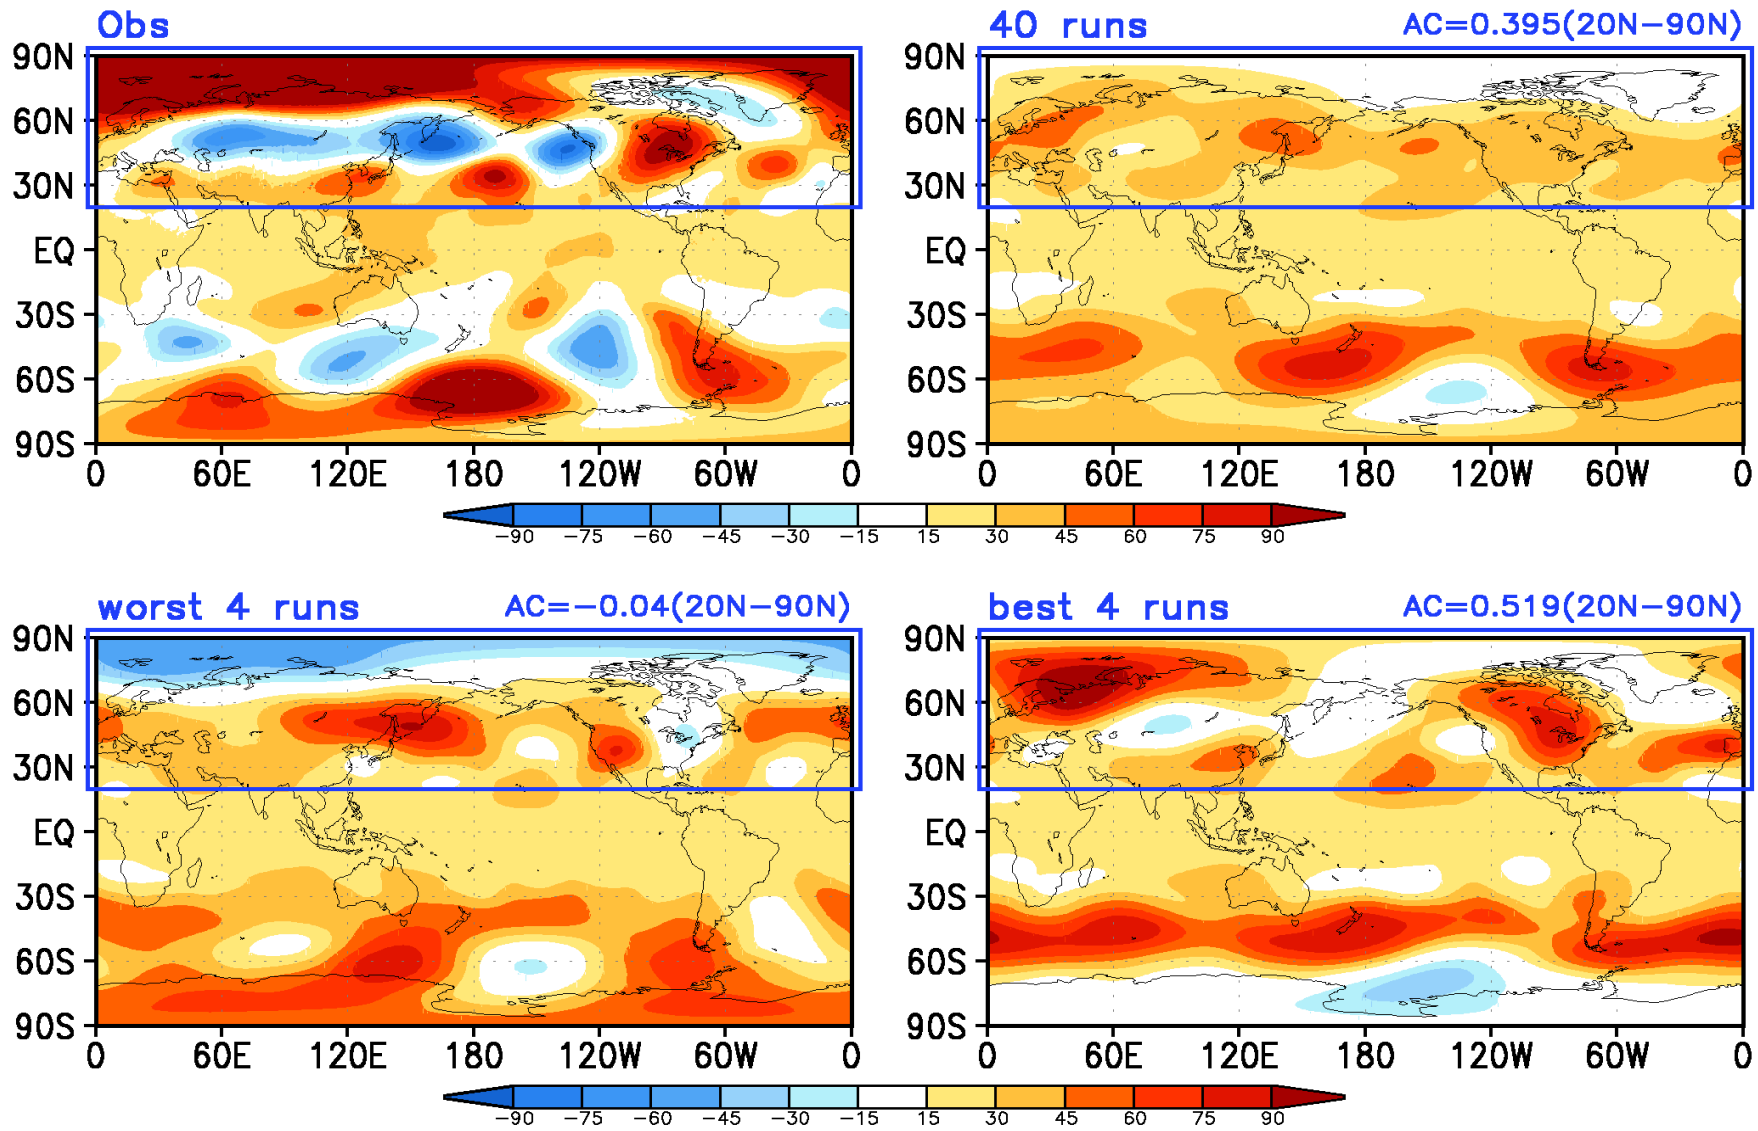 Obs
40 runs AC=0.395(20N−90N)
90N 90N
60N 60N
30N 30N
EQ EQ
30S 30S
60S 60S
90S 90S
0 60E 120E 180 120W 60W 0 0 60E 120E 180 120W 60W 0
−90 −75 −60 −45 −30 −15 15 30 45 60 75 90
worst 4 runs AC=−0.04(20N−90N)
best 4 runs AC=0.519(20N−90N)
90N 90N
60N 60N
30N 30N
EQ EQ
30S 30S
60S 60S
90S 90S
0 60E 120E 180 120W 60W 0 0 60E 120E 180 120W 60W 0
−90 −75 −60 −45 −30 −15 15 30 45 60 75 90